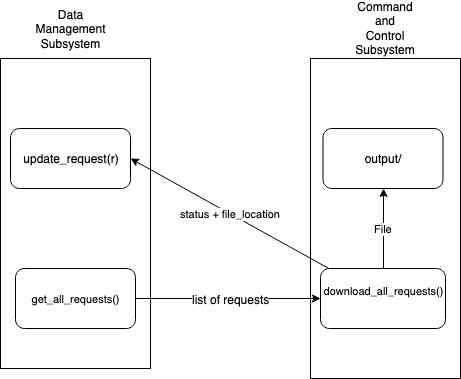 Data
Management
Subsystem
Command
and
Control
Subsystem
update_request(r)
output/
status + file_location
File
get_all_requests()
list of requests
download_all_requests()